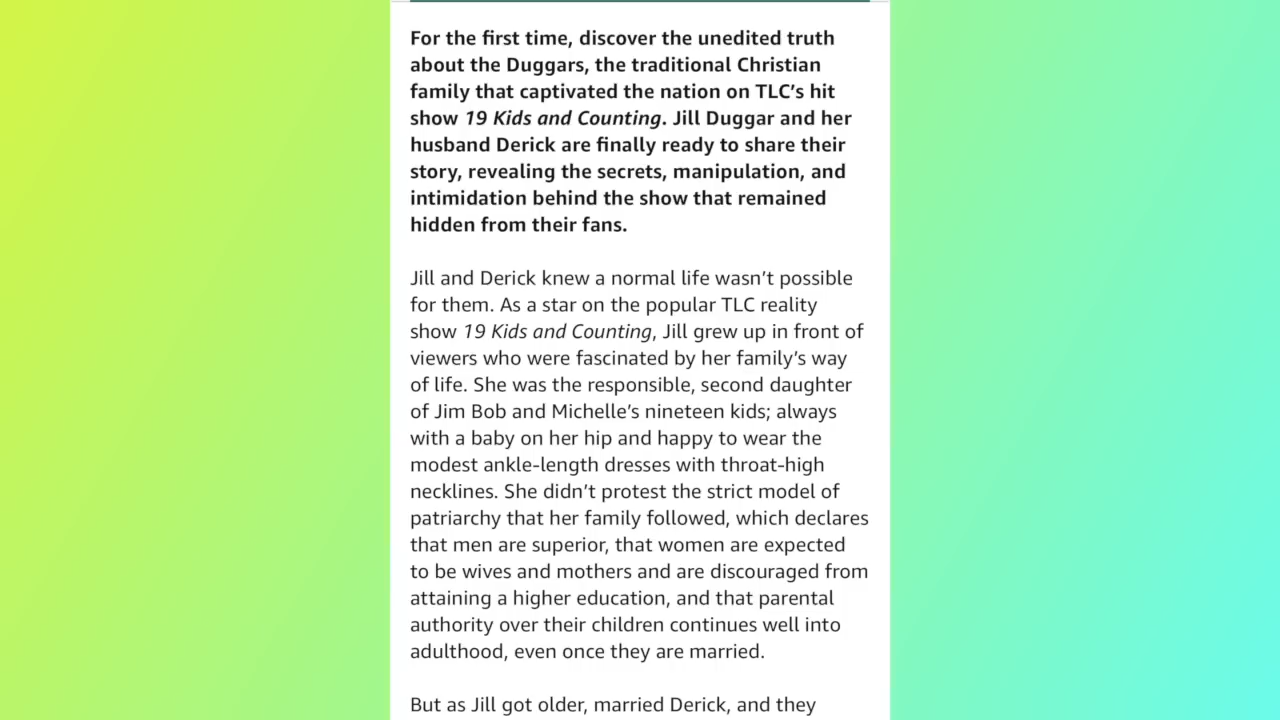 For the first time, discover the unedited truth
about the Duggars, the traditional Christian
family that captivated the nation on TLC’s hit
show 19 Kids and Counting. Jill Duggar and her
husband Derick are finally ready to share their
story, revealing the secrets, manipulation, and
intimidation behind the show that remained
hidden from their fans.
Jill and Derick knew a normal life wasn’t possible
for them. As a star on the popular TLC reality
show 19 Kids and Counting, Jill grew up in front of
viewers who were fascinated by her family’s way
of life. She was the responsible, second daughter
of Jim Bob and Michelle’s nineteen kids; always
with a baby on her hip and happy to wear the
modest ankle-length dresses with throat-high
necklines. She didn’t protest the strict model of
patriarchy that her family followed, which declares
that men are superior, that women are expected
to be wives and mothers and are discouraged from
attaining a higher education, and that parental
authority over their children continues well into
adulthood, even once they are married.
But as Jill got older, married Derick, and they